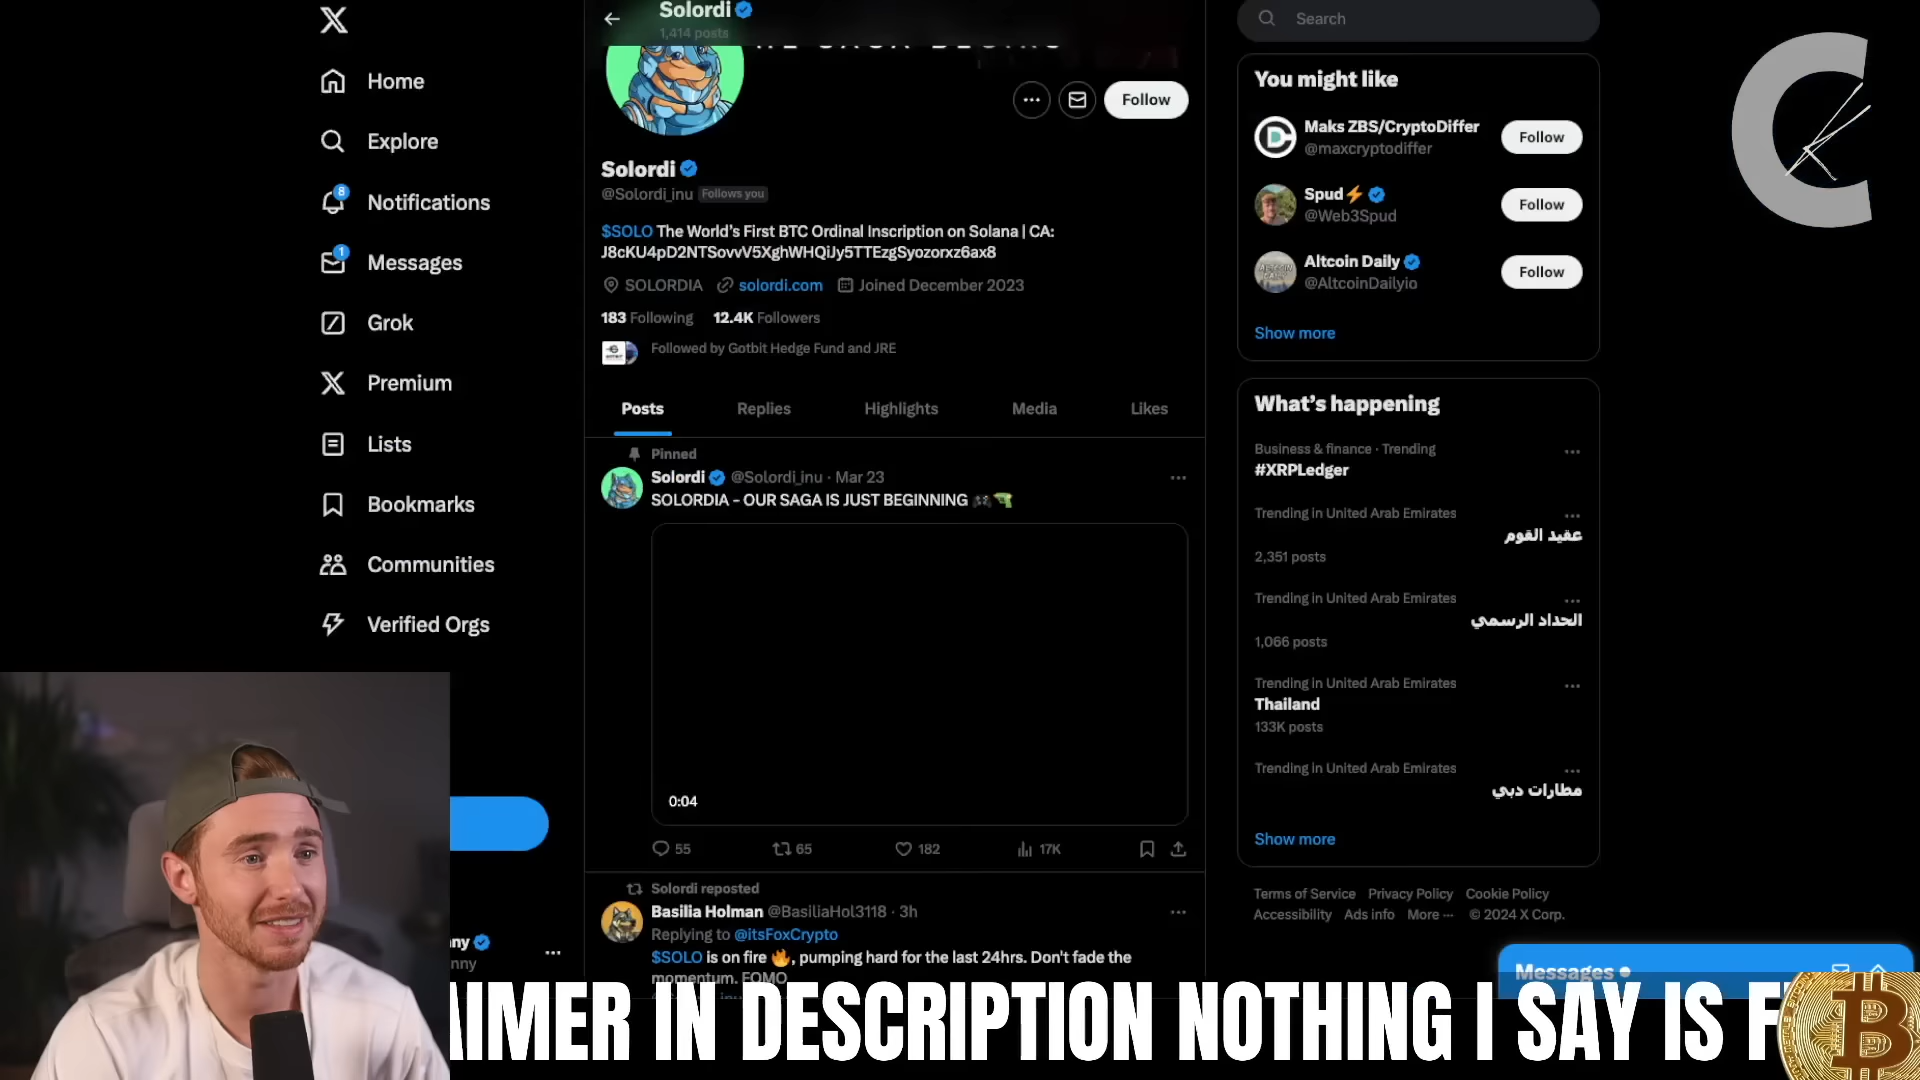 Home
Explore
8
Notifications
1
Messages
Grok
Premium
Lists
Bookmarks
Communities
Verified Orgs
ny
nny
Solordi
1,414 posts
Follow
Solordi
@Solordi_inu Follows you
$SOLO The World's First BTC Ordinal Inscription on Solana | CA:
J8cKU4pD2NTSovvV5XghWHQiJy5TTEzgSyozorxz6ax8
SOLORDIA solordi.com Joined December 2023
183 Following 12.4K Followers
Followed by Gotbit Hedge Fund and JRE
Posts Replies Highlights Media Likes
Pinned
Solordi @Solordi_inu · Mar 23
SOLORDIA - OUR SAGA IS JUST BEGINNING
0:04
55 65 182 17K
Solordi reposted
Basilia Holman @BasiliaHol3118 · 3h
Replying to @itsFoxCrypto
$SOLO is on fire 🔥, pumping hard for the last 24hrs. Don't fade the
momentum. FOMO
Search
You might like
Maks ZBS/CryptoDiffer
@maxcryptodiffer
Follow
Spud⚡
@Web3Spud
Follow
Altcoin Daily
@AltcoinDailyio
Follow
Show more
What's happening
Business & finance · Trending
#XRPLedger
Trending in United Arab Emirates
عقيد القوم
2,351 posts
Trending in United Arab Emirates
الحداد الرسمي
1,066 posts
Trending in United Arab Emirates
Thailand
133K posts
Trending in United Arab Emirates
مطارات دبي
Show more
Terms of Service Privacy Policy Cookie Policy
Accessibility Ads info More ··· © 2024 X Corp.
Messages
AIMER IN DESCRIPTION NOTHING I SAY IS F